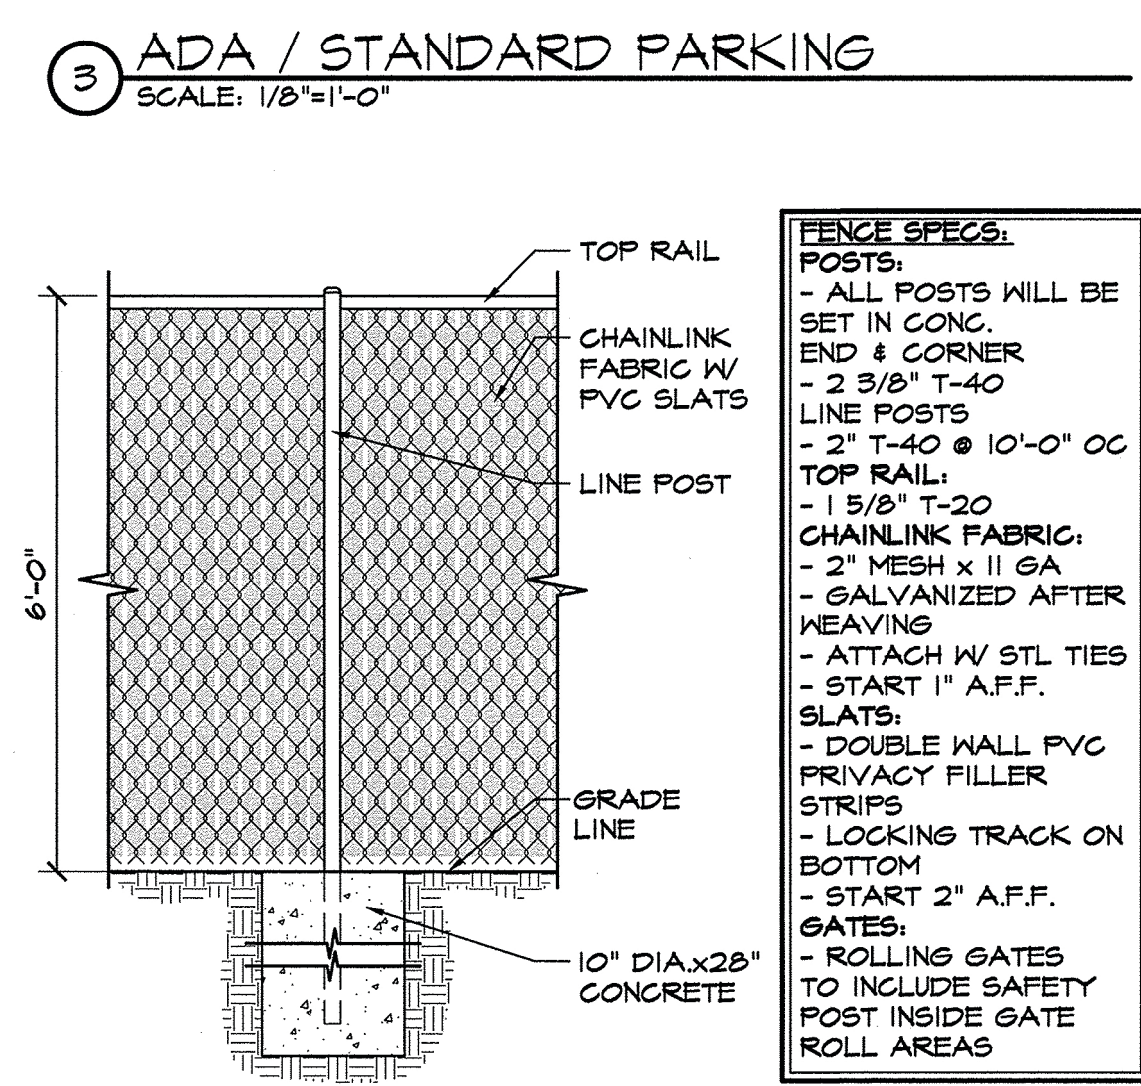 3
ADA / STANDARD PARKING
SCALE: 1/8"=1'-0"
TOP RAIL
CHAINLINK
FABRIC W/
PVC SLATS
LINE POST
6'-0"
GRADE
LINE
10" DIA.x28"
CONCRETE
FENCE SPECS:
POSTS:
- ALL POSTS WILL BE
SET IN CONC.
END & CORNER
- 2 3/8" T-40
LINE POSTS
- 2" T-40 @ 10'-0" OC
TOP RAIL:
- 1 5/8" T-20
CHAINLINK FABRIC:
- 2" MESH x 11 GA
- GALVANIZED AFTER
WEAVING
- ATTACH W/ STL TIES
- START 1" A.F.F.
SLATS:
- DOUBLE WALL PVC
PRIVACY FILLER
STRIPS
- LOCKING TRACK ON
BOTTOM
- START 2" A.F.F.
GATES:
- ROLLING GATES
TO INCLUDE SAFETY
POST INSIDE GATE
ROLL AREAS